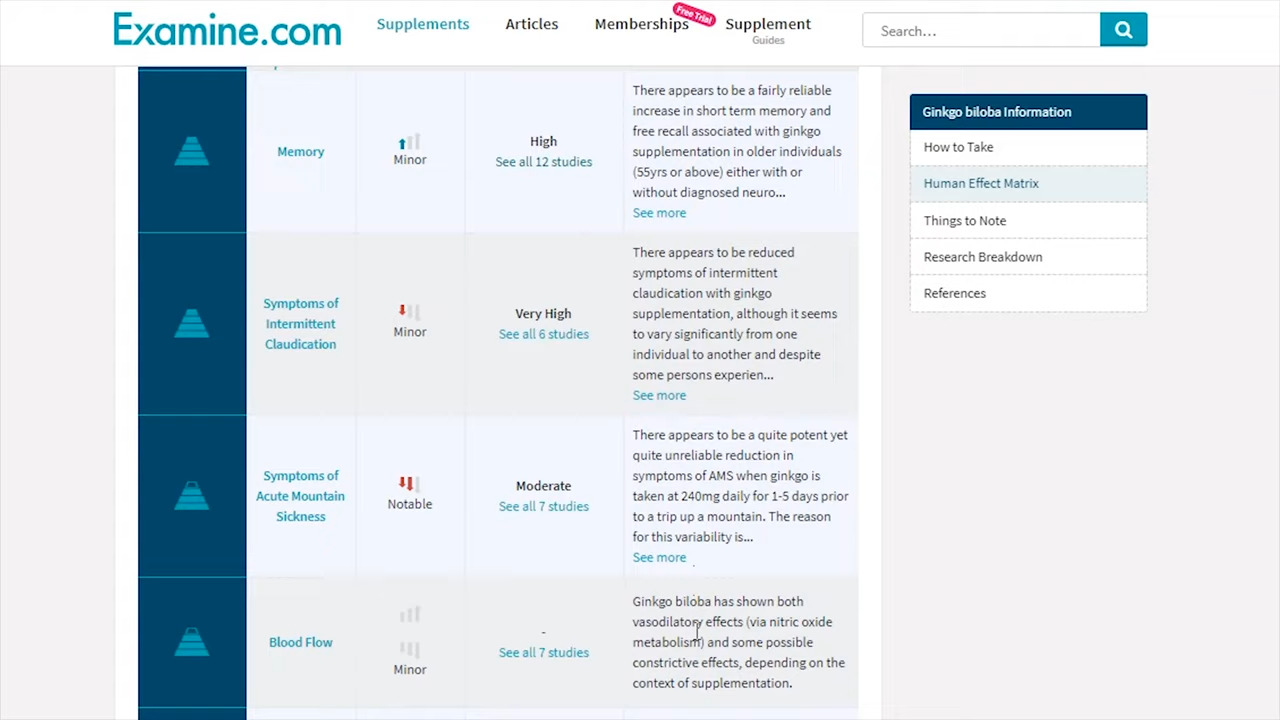 Examine.com
Supplements
Articles
Memberships
Free Trial
Supplement
Guides
Search...
Memory
Minor
High
See all 12 studies
There appears to be a fairly reliable
increase in short term memory and
free recall associated with ginkgo
supplementation in older individuals
(55yrs or above) either with or
without diagnosed neuro...
See more
Symptoms of
Intermittent
Claudication
Minor
Very High
See all 6 studies
There appears to be reduced
symptoms of intermittent
claudication with ginkgo
supplementation, although it seems
to vary significantly from one
individual to another and despite
some persons experien...
See more
Symptoms of
Acute Mountain
Sickness
Notable
Moderate
See all 7 studies
There appears to be a quite potent yet
quite unreliable reduction in
symptoms of AMS when ginkgo is
taken at 240mg daily for 1-5 days prior
to a trip up a mountain. The reason
for this variability is...
See more
Blood Flow
Minor
-
See all 7 studies
Ginkgo biloba has shown both
vasodilatory effects (via nitric oxide
metabolism) and some possible
constrictive effects, depending on the
context of supplementation.
Ginkgo biloba Information
How to Take
Human Effect Matrix
Things to Note
Research Breakdown
References